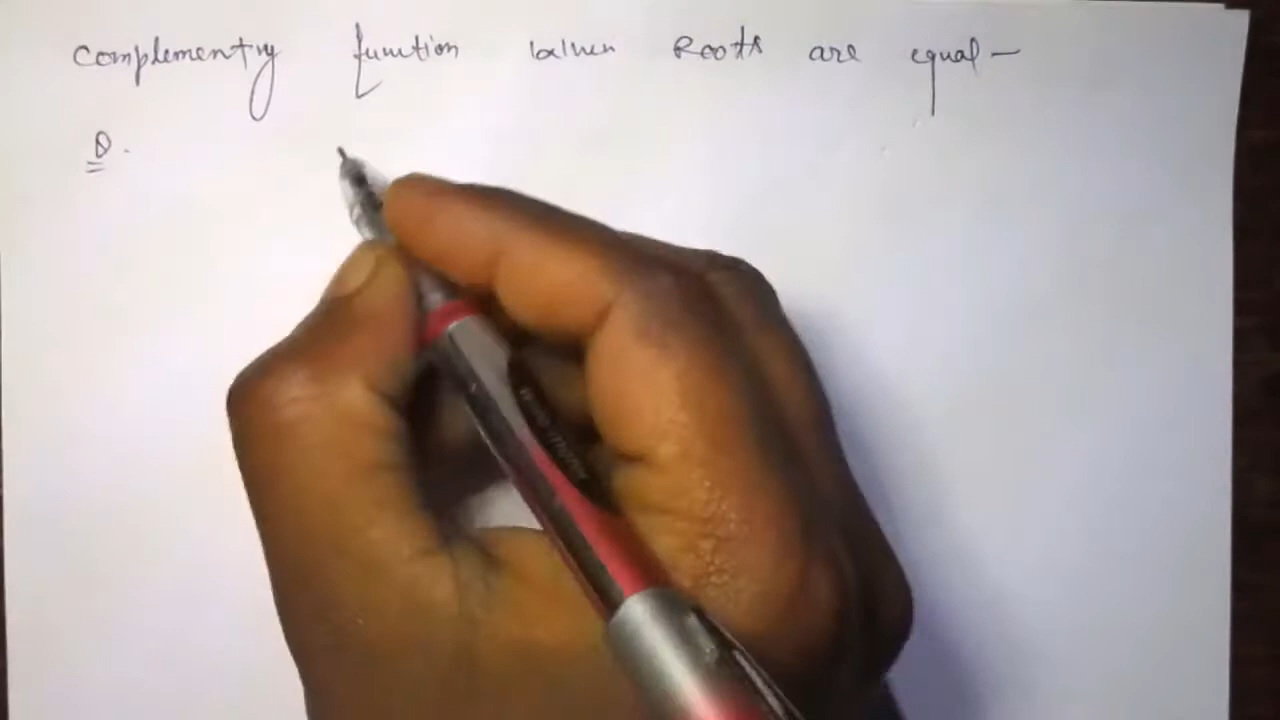 Complementry function when Roots are equal -
Q.